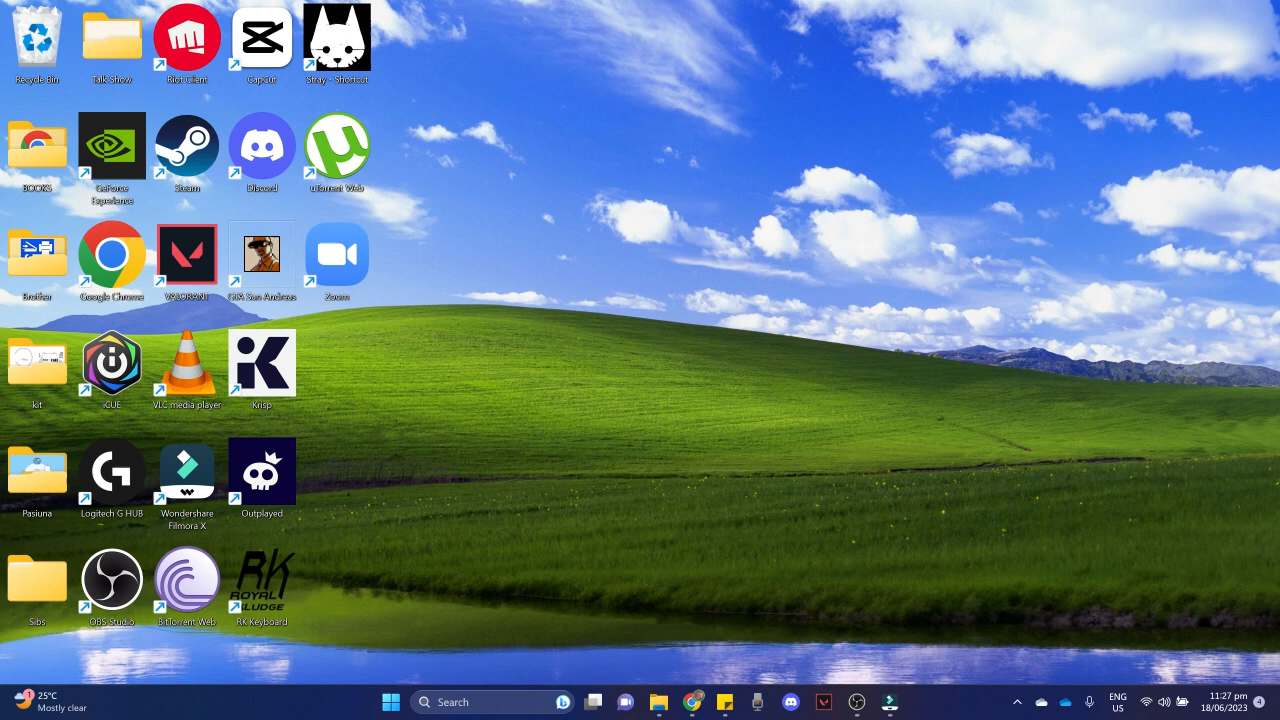 Recycle Bin
Talk Show
Riot Client
CapCut
Stray - Shortcut
BOOKS
GeForce
Experience
Steam
Discord
uTorrent Web
Brother
Google Chrome
VALORANT
GTA San Andreas
Zoom
kit
iCUE
VLC media player
Krisp
Pasiuna
Logitech G HUB
Wondershare
Filmora X
Outplayed
RK
ROYAL
KLUDGE
Sibs
OBS Studio
BitTorrent Web
RK Keyboard
1
25°C
Mostly clear
Search
ENG
US
11:27 pm
18/06/2023
4